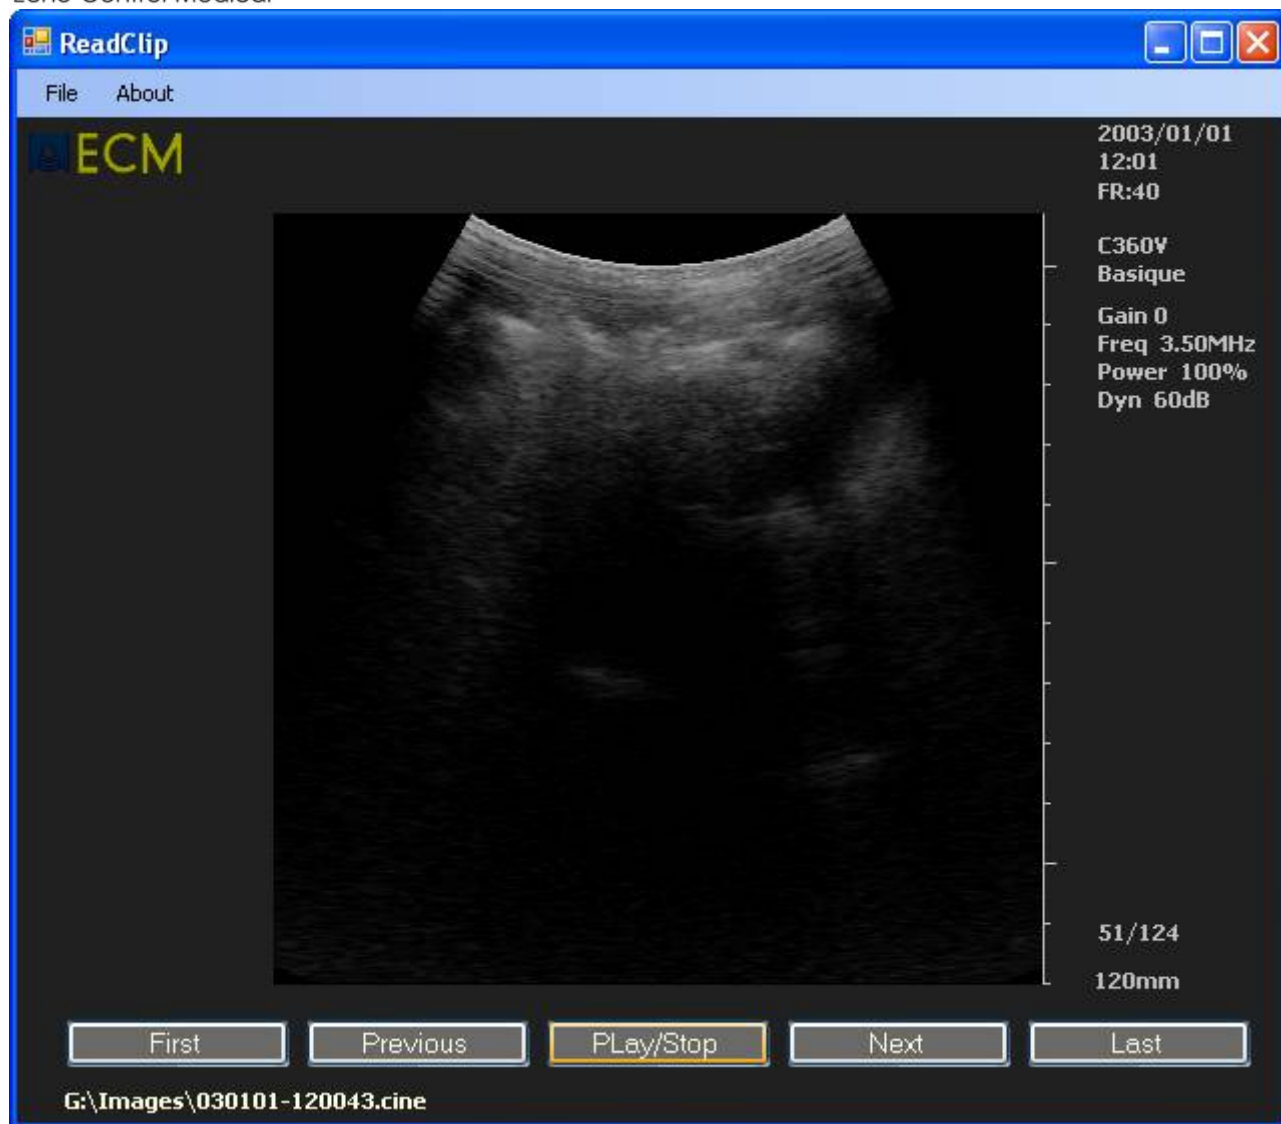 ReadClip
File About
ECM
2003/01/01
12:01
FR:40
C360V
Basique
Gain 0
Freq 3.50MHz
Power 100%
Dyn 60dB
51/124
120mm
First Previous PLay/Stop Next Last
G:\Images\030101-120043.cine